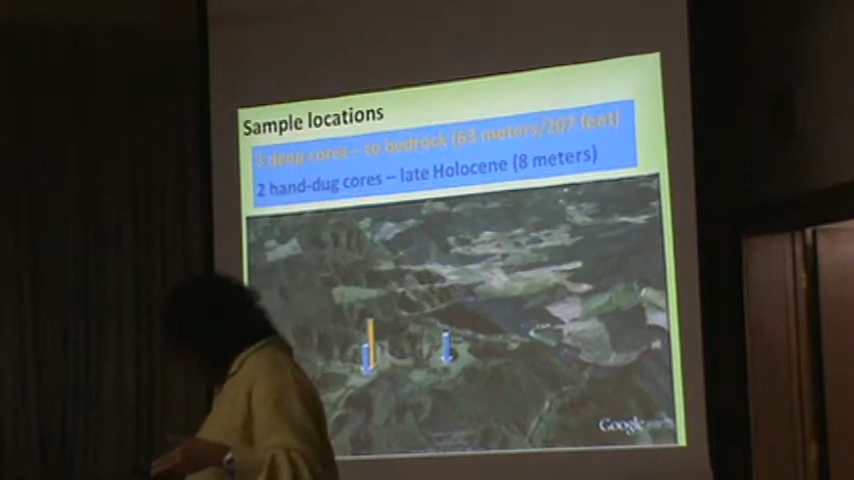 Sample locations
3 deep cores – to bedrock (63 meters/207 feet)
2 hand-dug cores – late Holocene (8 meters)
Google